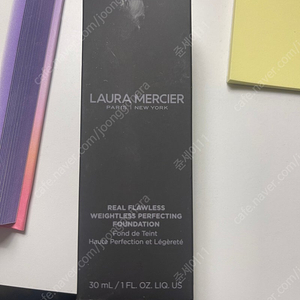 LAURA MERCIER
PARIS | NEW YORK
REAL FLAWLESS
WEIGHTLESS PERFECTING
FOUNDATION
Fond de Teint
Haute Perfection et Légèreté
30 mL / 1 FL. OZ. LIQ. US